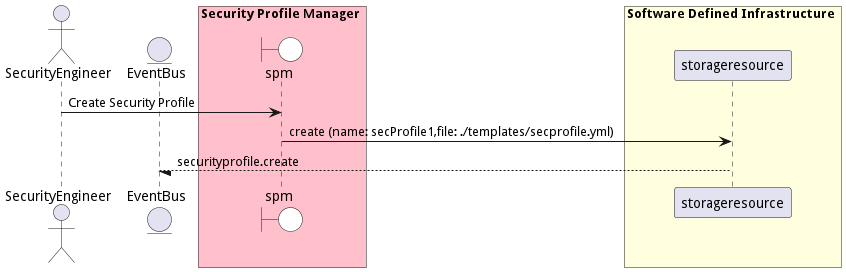 Security Profile Manager
Software Defined Infrastructure
SecurityEngineer
EventBus
spm
storageresource
Create Security Profile
create (name: secProfile1,file: ./templates/secprofile.yml)
securityprofile.create
SecurityEngineer
EventBus
spm
storageresource